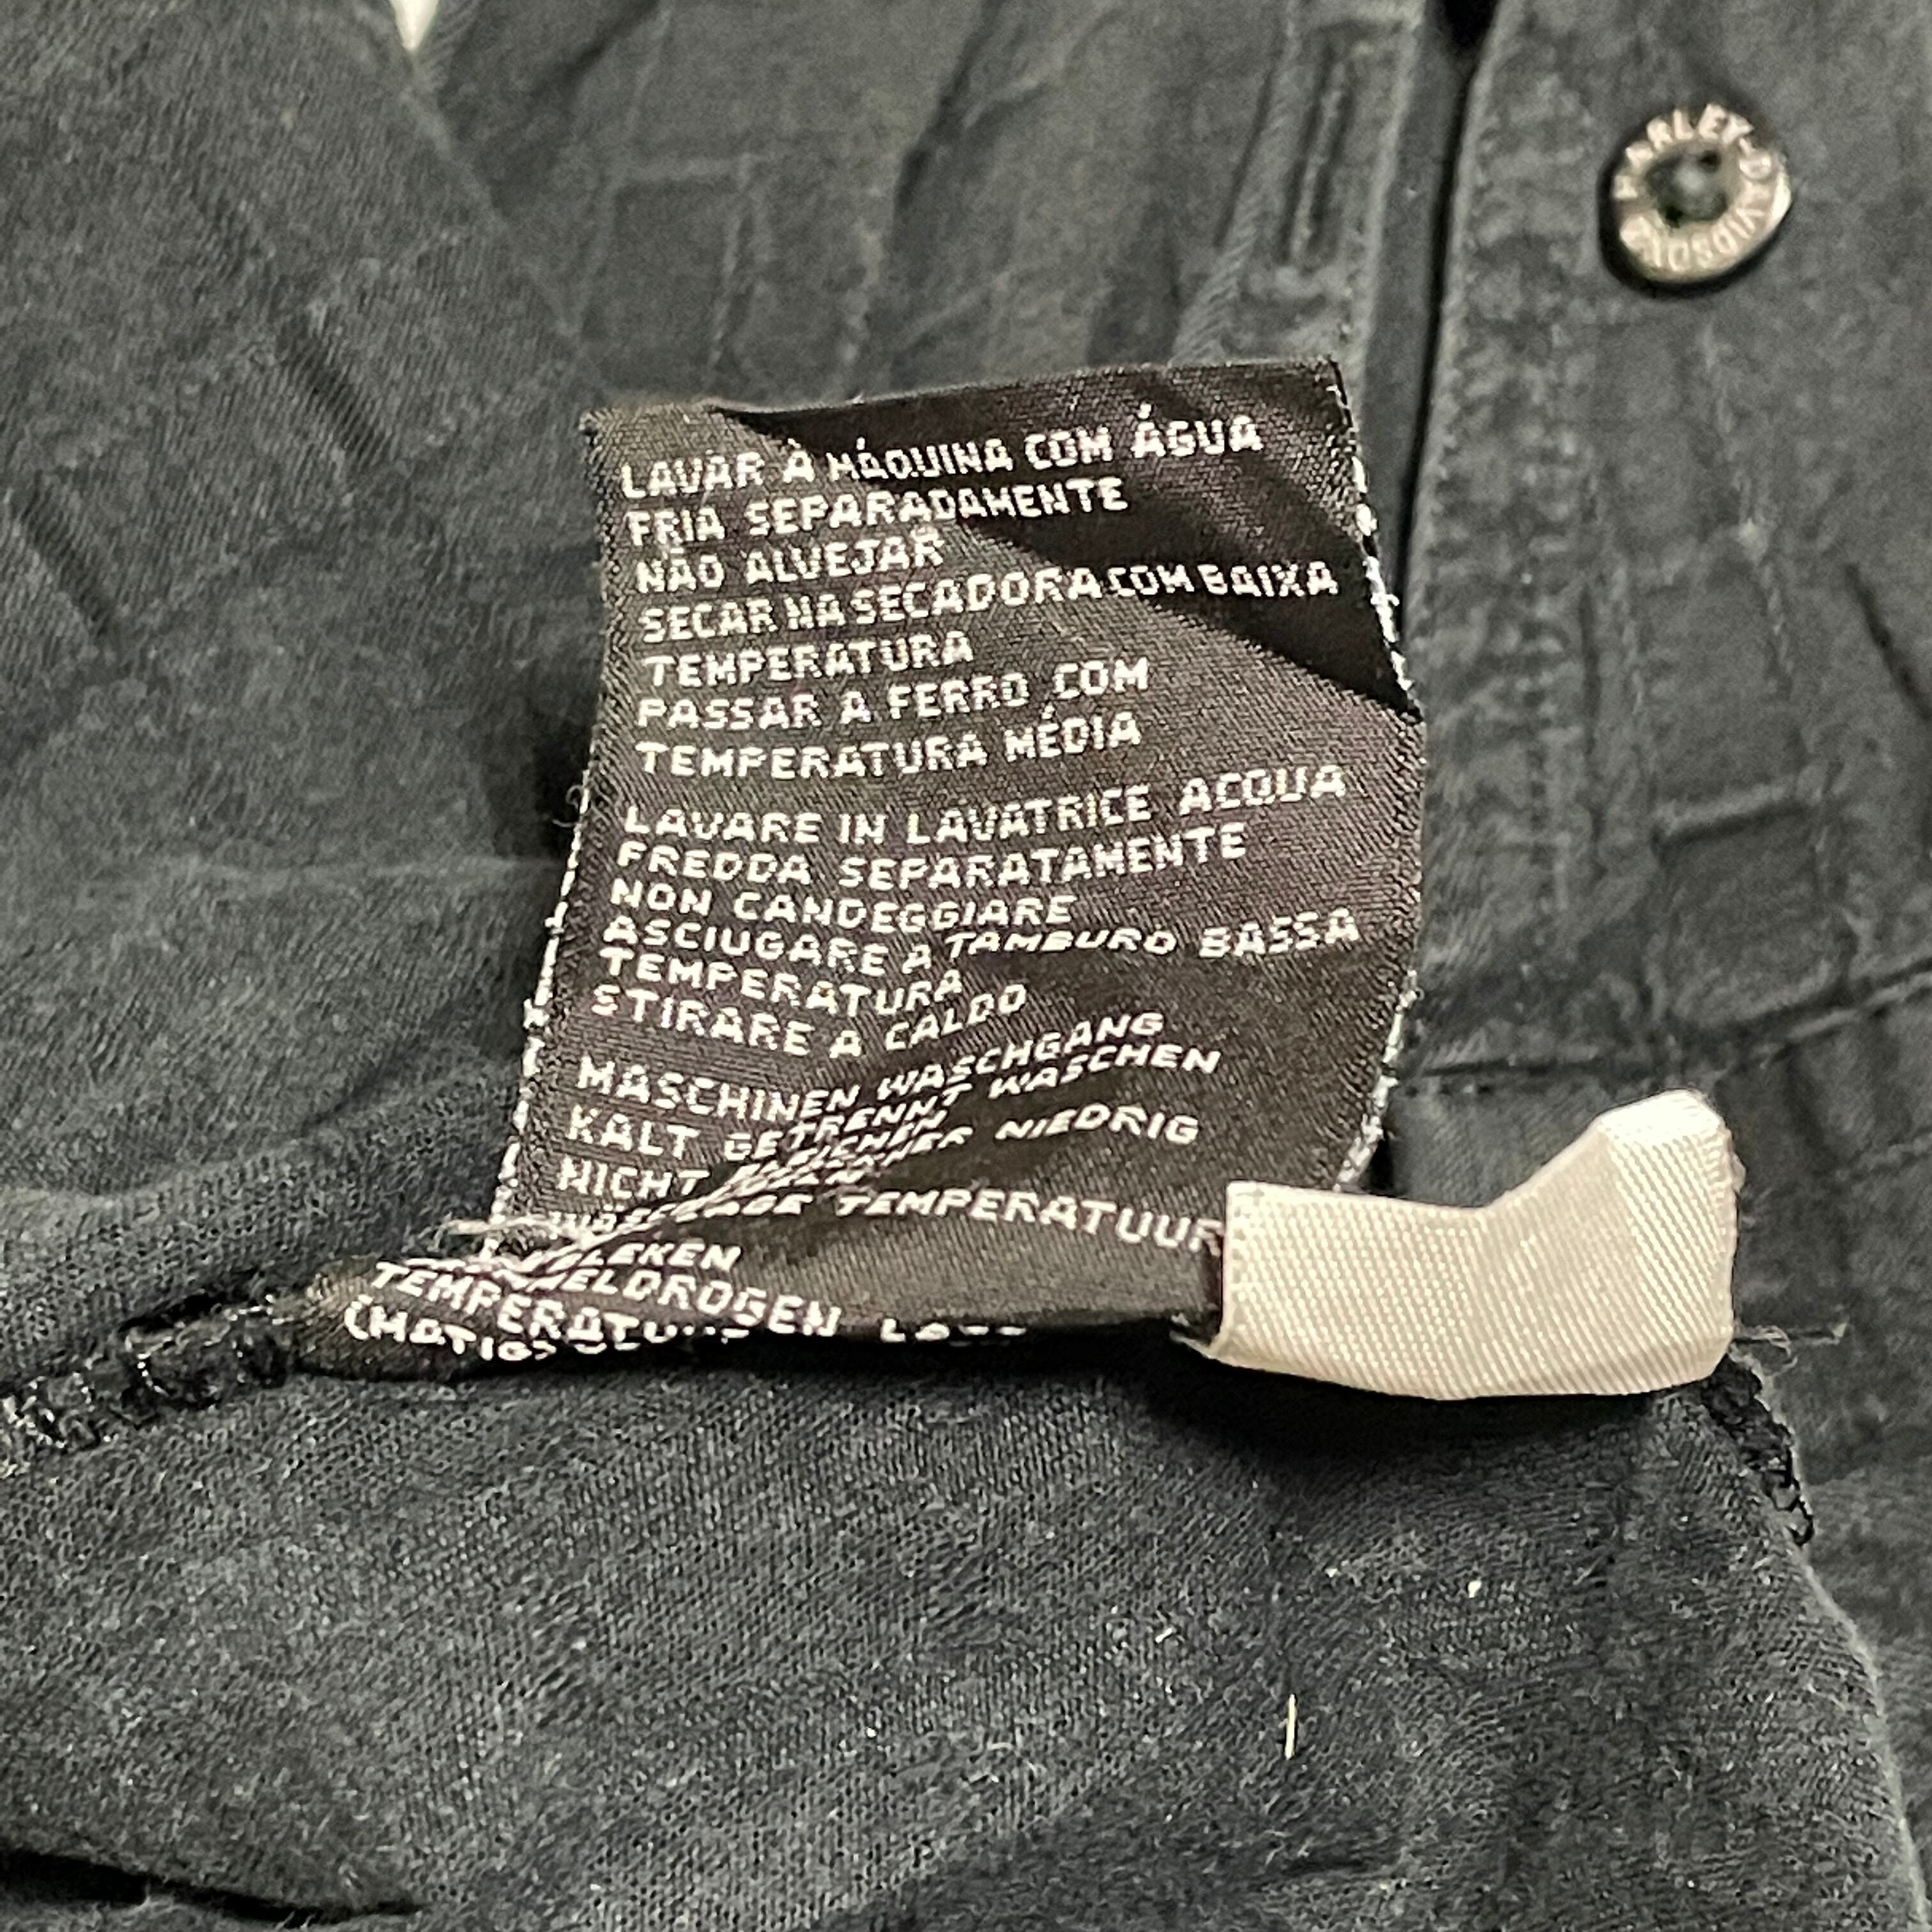 HARLEY-DAVIDSON
LAVAR À MÁQUINA COM ÁGUA
FRIA SEPARADAMENTE
NÃO ALVEJAR
SECAR NA SECADORA COM BAIXA
TEMPERATURA
PASSAR A FERRO COM
TEMPERATURA MÉDIA
LAVARE IN LAVATRICE ACQUA
FREDDA SEPARATAMENTE
NON CANDEGGIARE
ASCIUGARE A TAMBURO BASSA
TEMPERATURA
STIRARE A CALDO
MASCHINEN WASCHGANG
KALT GETRENNT WASCHEN
NICHT BLEICHEN
NIEDRIG
TEMPERATUUR